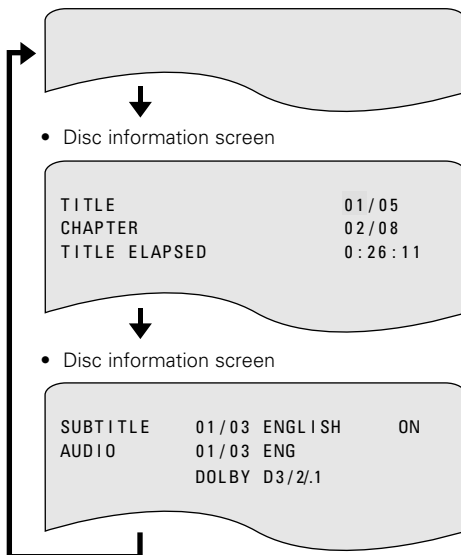 • Disc information screen
TITLE 01/05
CHAPTER 02/08
TITLE ELAPSED 0:26:11
• Disc information screen
SUBTITLE 01/03 ENGLISH ON
AUDIO 01/03 ENG
DOLBY D3/2/.1